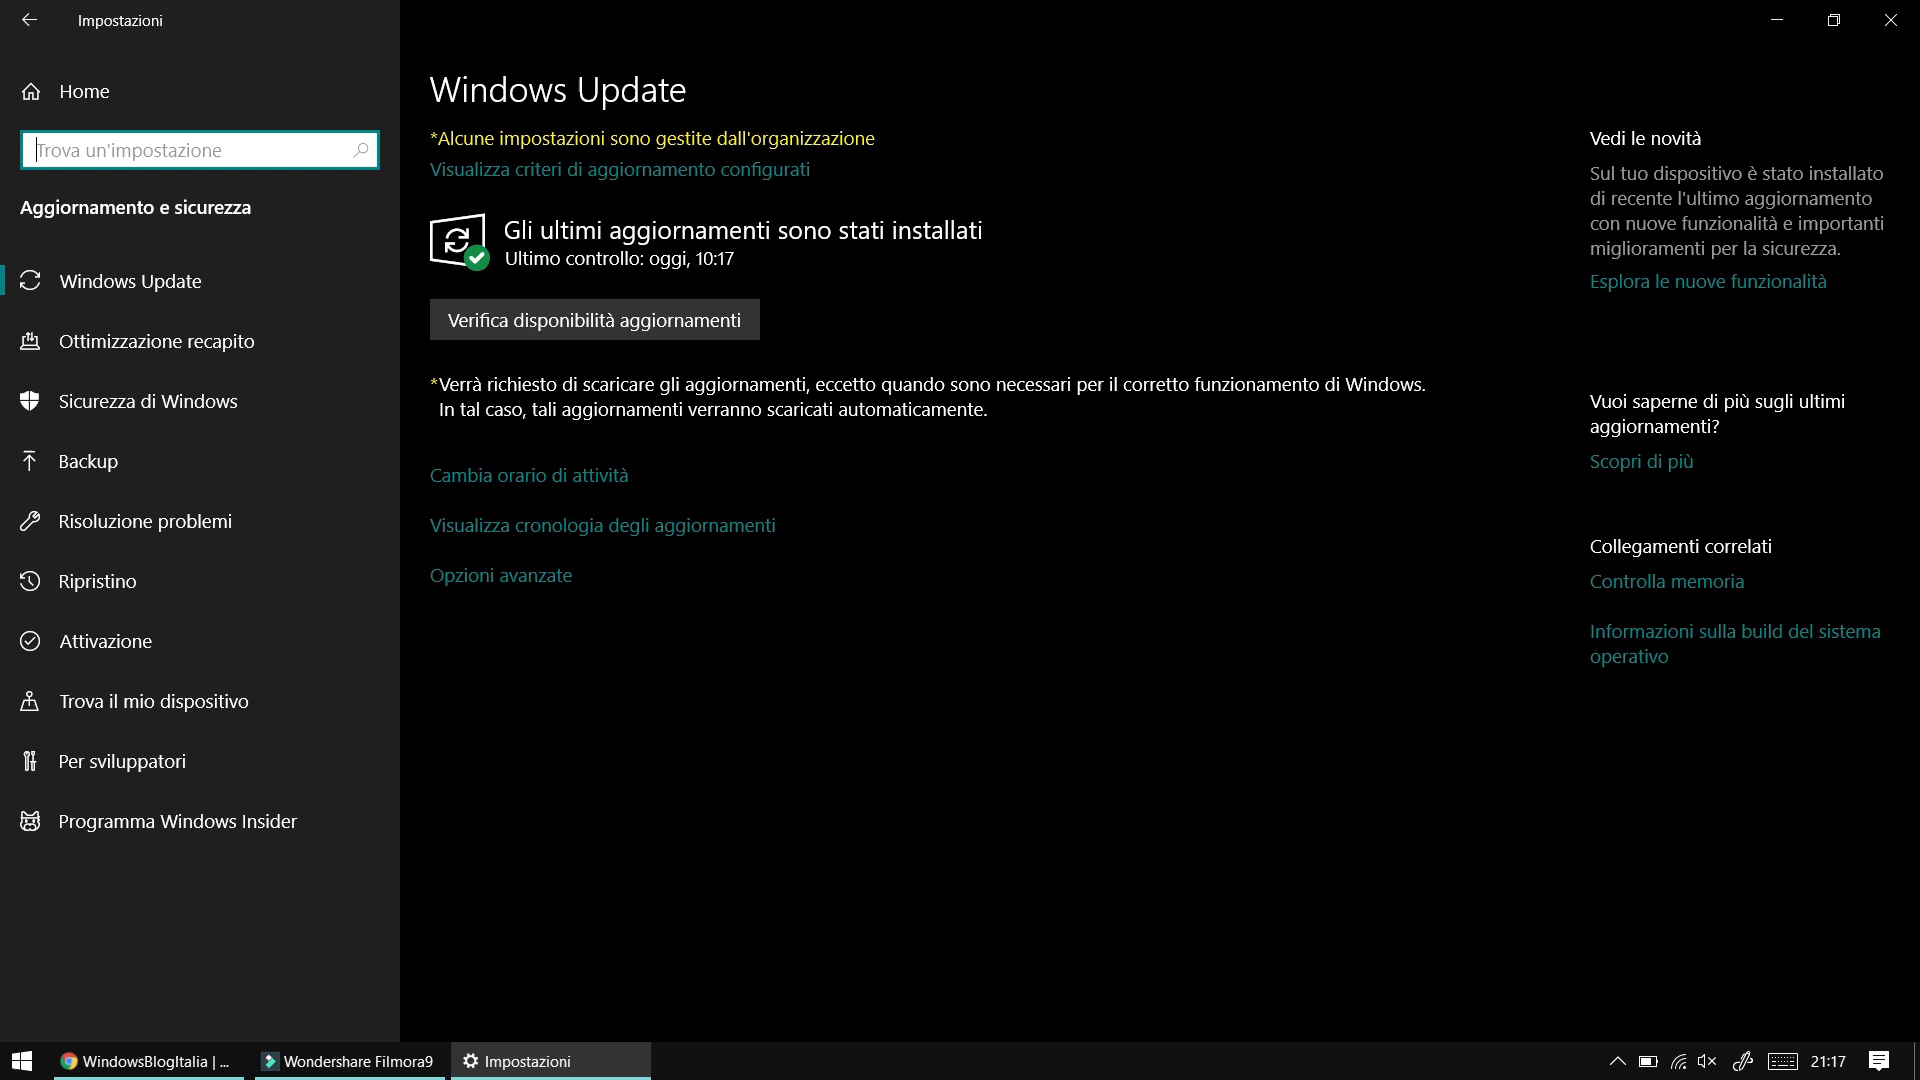 Impostazioni
Home
Trova un'impostazione
Aggiornamento e sicurezza
Windows Update
Ottimizzazione recapito
Sicurezza di Windows
Backup
Risoluzione problemi
Ripristino
Attivazione
Trova il mio dispositivo
Per sviluppatori
Programma Windows Insider
Windows Update
*Alcune impostazioni sono gestite dall'organizzazione
Visualizza criteri di aggiornamento configurati
Gli ultimi aggiornamenti sono stati installati
Ultimo controllo: oggi, 10:17
Verifica disponibilità aggiornamenti
*Verrà richiesto di scaricare gli aggiornamenti, eccetto quando sono necessari per il corretto funzionamento di Windows.
In tal caso, tali aggiornamenti verranno scaricati automaticamente.
Cambia orario di attività
Visualizza cronologia degli aggiornamenti
Opzioni avanzate
Vedi le novità
Sul tuo dispositivo è stato installato
di recente l'ultimo aggiornamento
con nuove funzionalità e importanti
miglioramenti per la sicurezza.
Esplora le nuove funzionalità
Vuoi saperne di più sugli ultimi
aggiornamenti?
Scopri di più
Collegamenti correlati
Controlla memoria
Informazioni sulla build del sistema
operativo
WindowsBlogItalia | ...
Wondershare Filmora9
Impostazioni
21:17